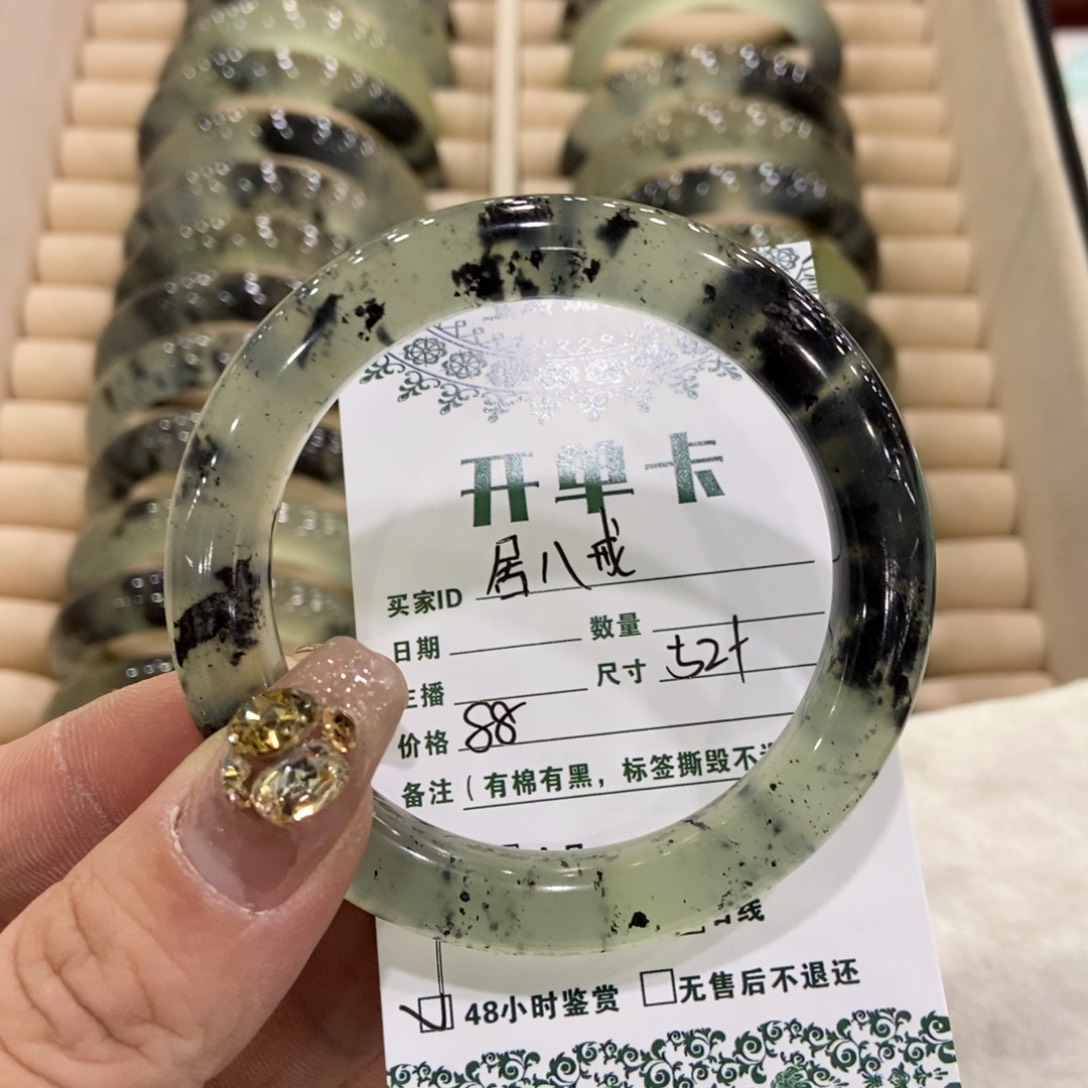 开单卡
买家ID 居八戒
日期 数量
主播 尺寸 52+
价格 88
备注(有棉有黑，标签撕毁不
48小时鉴赏 无售后不退还